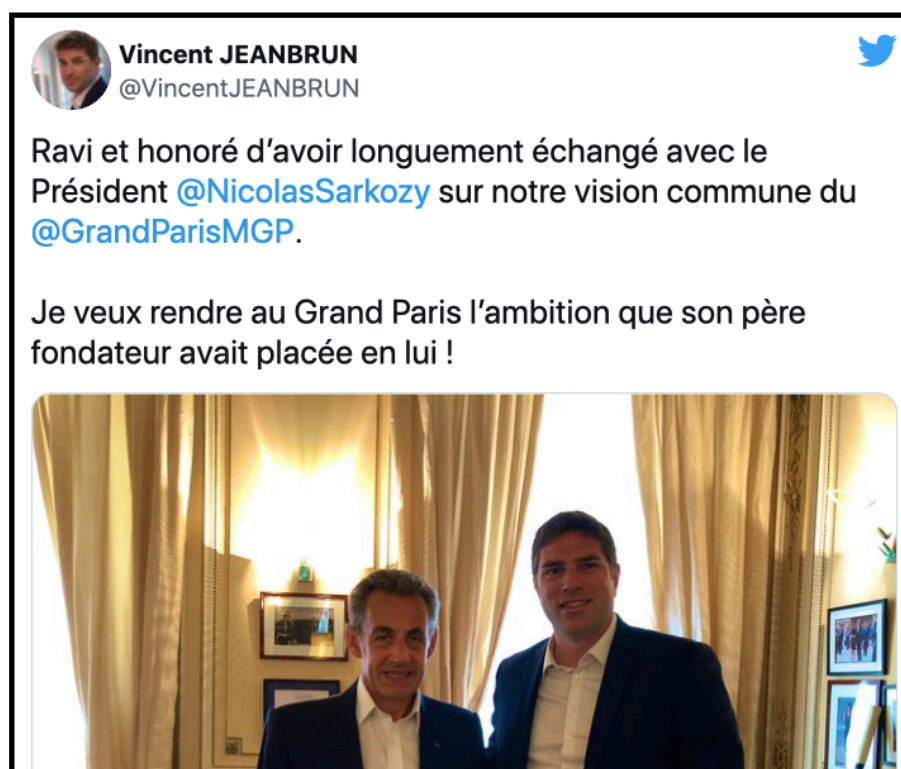 Vincent JEANBRUN
@VincentJEANBRUN
Ravi et honoré d’avoir longuement échangé avec le
Président @NicolasSarkozy sur notre vision commune du
@GrandParisMGP.
Je veux rendre au Grand Paris l’ambition que son père
fondateur avait placée en lui !